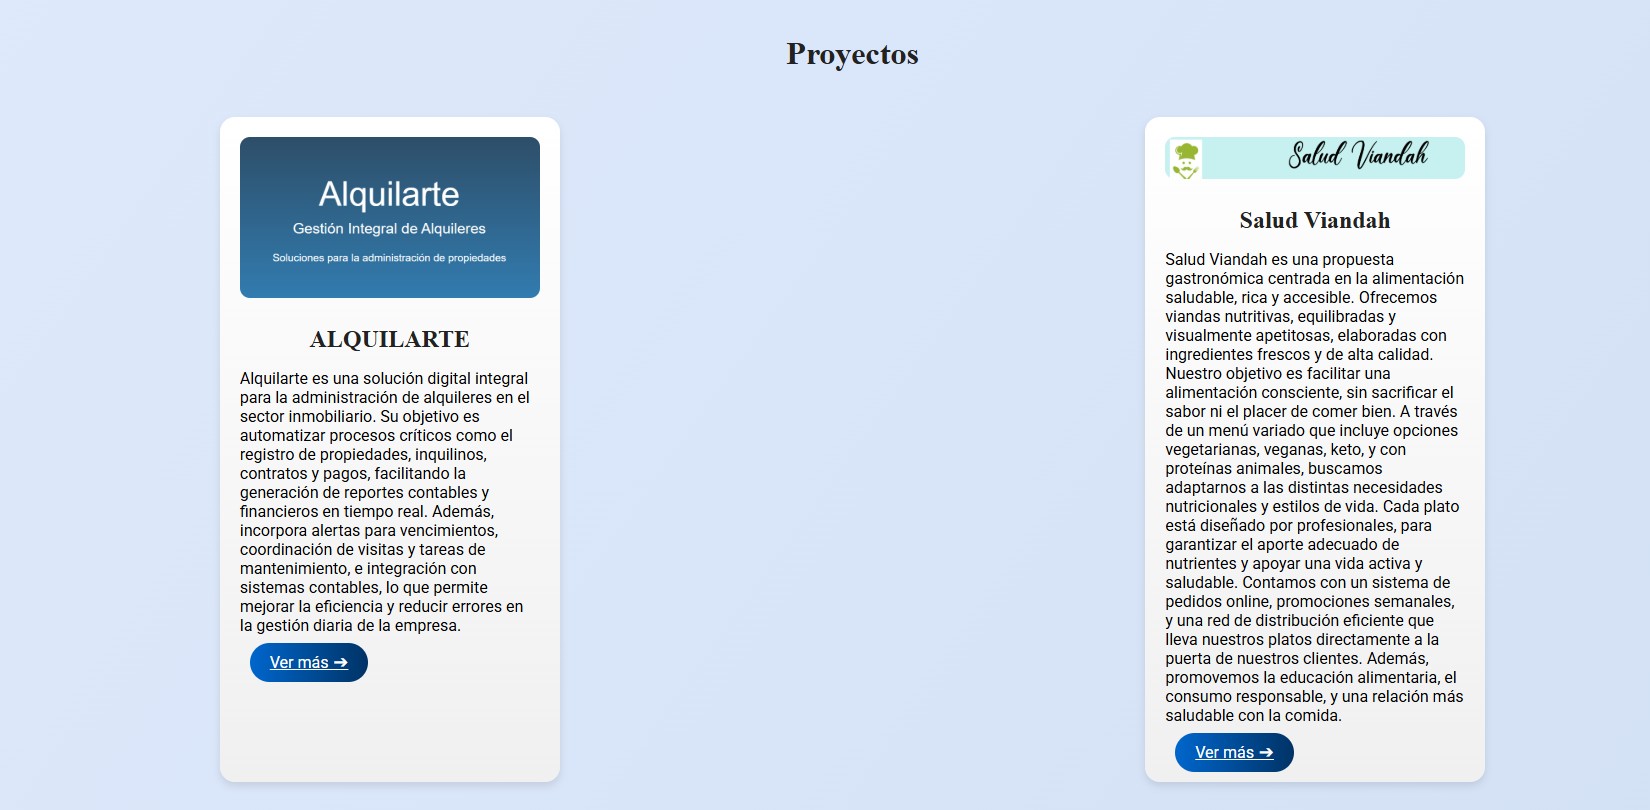 Proyectos
Alquilarte
Gestión Integral de Alquileres
Soluciones para la administración de propiedades
ALQUILARTE
Alquilarte es una solución digital integral
para la administración de alquileres en el
sector inmobiliario. Su objetivo es
automatizar procesos críticos como el
registro de propiedades, inquilinos,
contratos y pagos, facilitando la
generación de reportes contables y
financieros en tiempo real. Además,
incorpora alertas para vencimientos,
coordinación de visitas y tareas de
mantenimiento, e integración con
sistemas contables, lo que permite
mejorar la eficiencia y reducir errores en
la gestión diaria de la empresa.
Ver más ➔
Salud Viandah
Salud Viandah
Salud Viandah es una propuesta
gastronómica centrada en la alimentación
saludable, rica y accesible. Ofrecemos
viandas nutritivas, equilibradas y
visualmente apetitosas, elaboradas con
ingredientes frescos y de alta calidad.
Nuestro objetivo es facilitar una
alimentación consciente, sin sacrificar el
sabor ni el placer de comer bien. A través
de un menú variado que incluye opciones
vegetarianas, veganas, keto, y con
proteínas animales, buscamos
adaptarnos a las distintas necesidades
nutricionales y estilos de vida. Cada plato
está diseñado por profesionales, para
garantizar el aporte adecuado de
nutrientes y apoyar una vida activa y
saludable. Contamos con un sistema de
pedidos online, promociones semanales,
y una red de distribución eficiente que
lleva nuestros platos directamente a la
puerta de nuestros clientes. Además,
promovemos la educación alimentaria, el
consumo responsable, y una relación más
saludable con la comida.
Ver más ➔